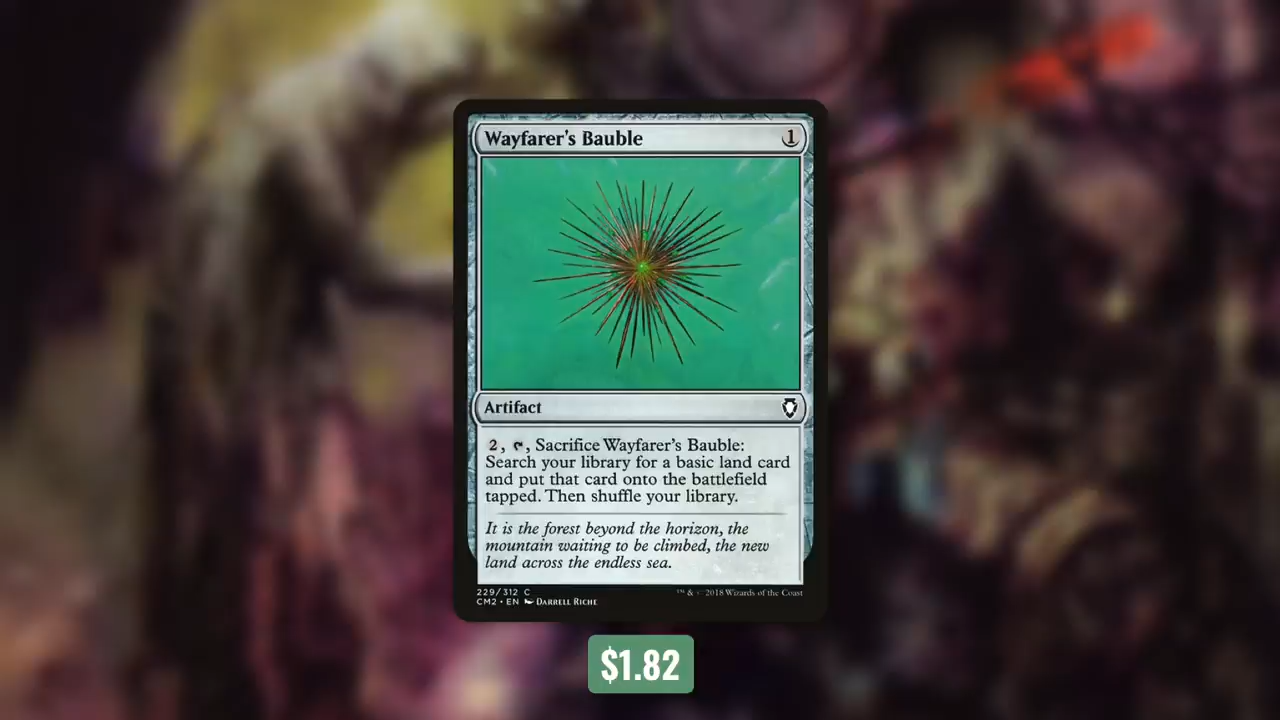 Wayfarer's Bauble 1
Artifact
2, , Sacrifice Wayfarer's Bauble:
Search your library for a basic land card
and put that card onto the battlefield
tapped. Then shuffle your library.
It is the forest beyond the horizon, the
mountain waiting to be climbed, the new
land across the endless sea.
229/312 C
™ & © 2018 Wizards of the Coast
CM2 • EN Darrell Riche
$1.82